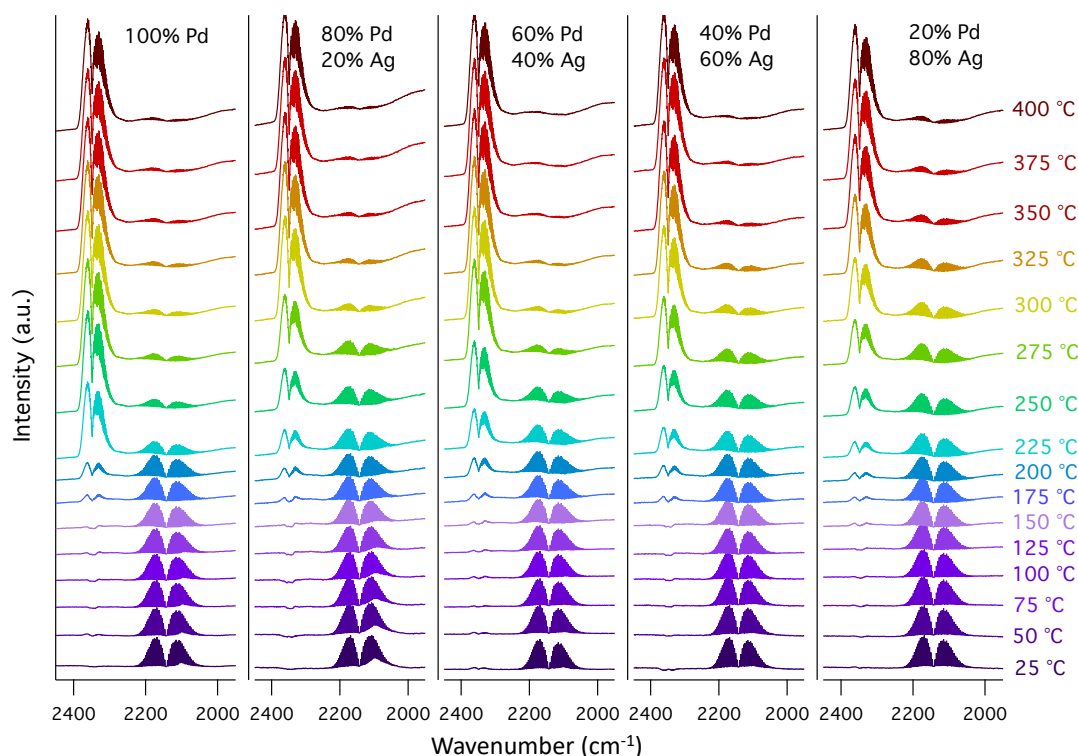 100% Pd
80% Pd
20% Ag
60% Pd
40% Ag
40% Pd
60% Ag
20% Pd
80% Ag
400 °C
375 °C
350 °C
325 °C
300 °C
275 °C
250 °C
225 °C
200 °C
175 °C
150 °C
125 °C
100 °C
75 °C
50 °C
25 °C
Intensity (a.u.)
2400 2200 2000 2400 2200 2000 2400 2200 2000 2400 2200 2000 2400 2200 2000
Wavenumber (cm⁻¹)